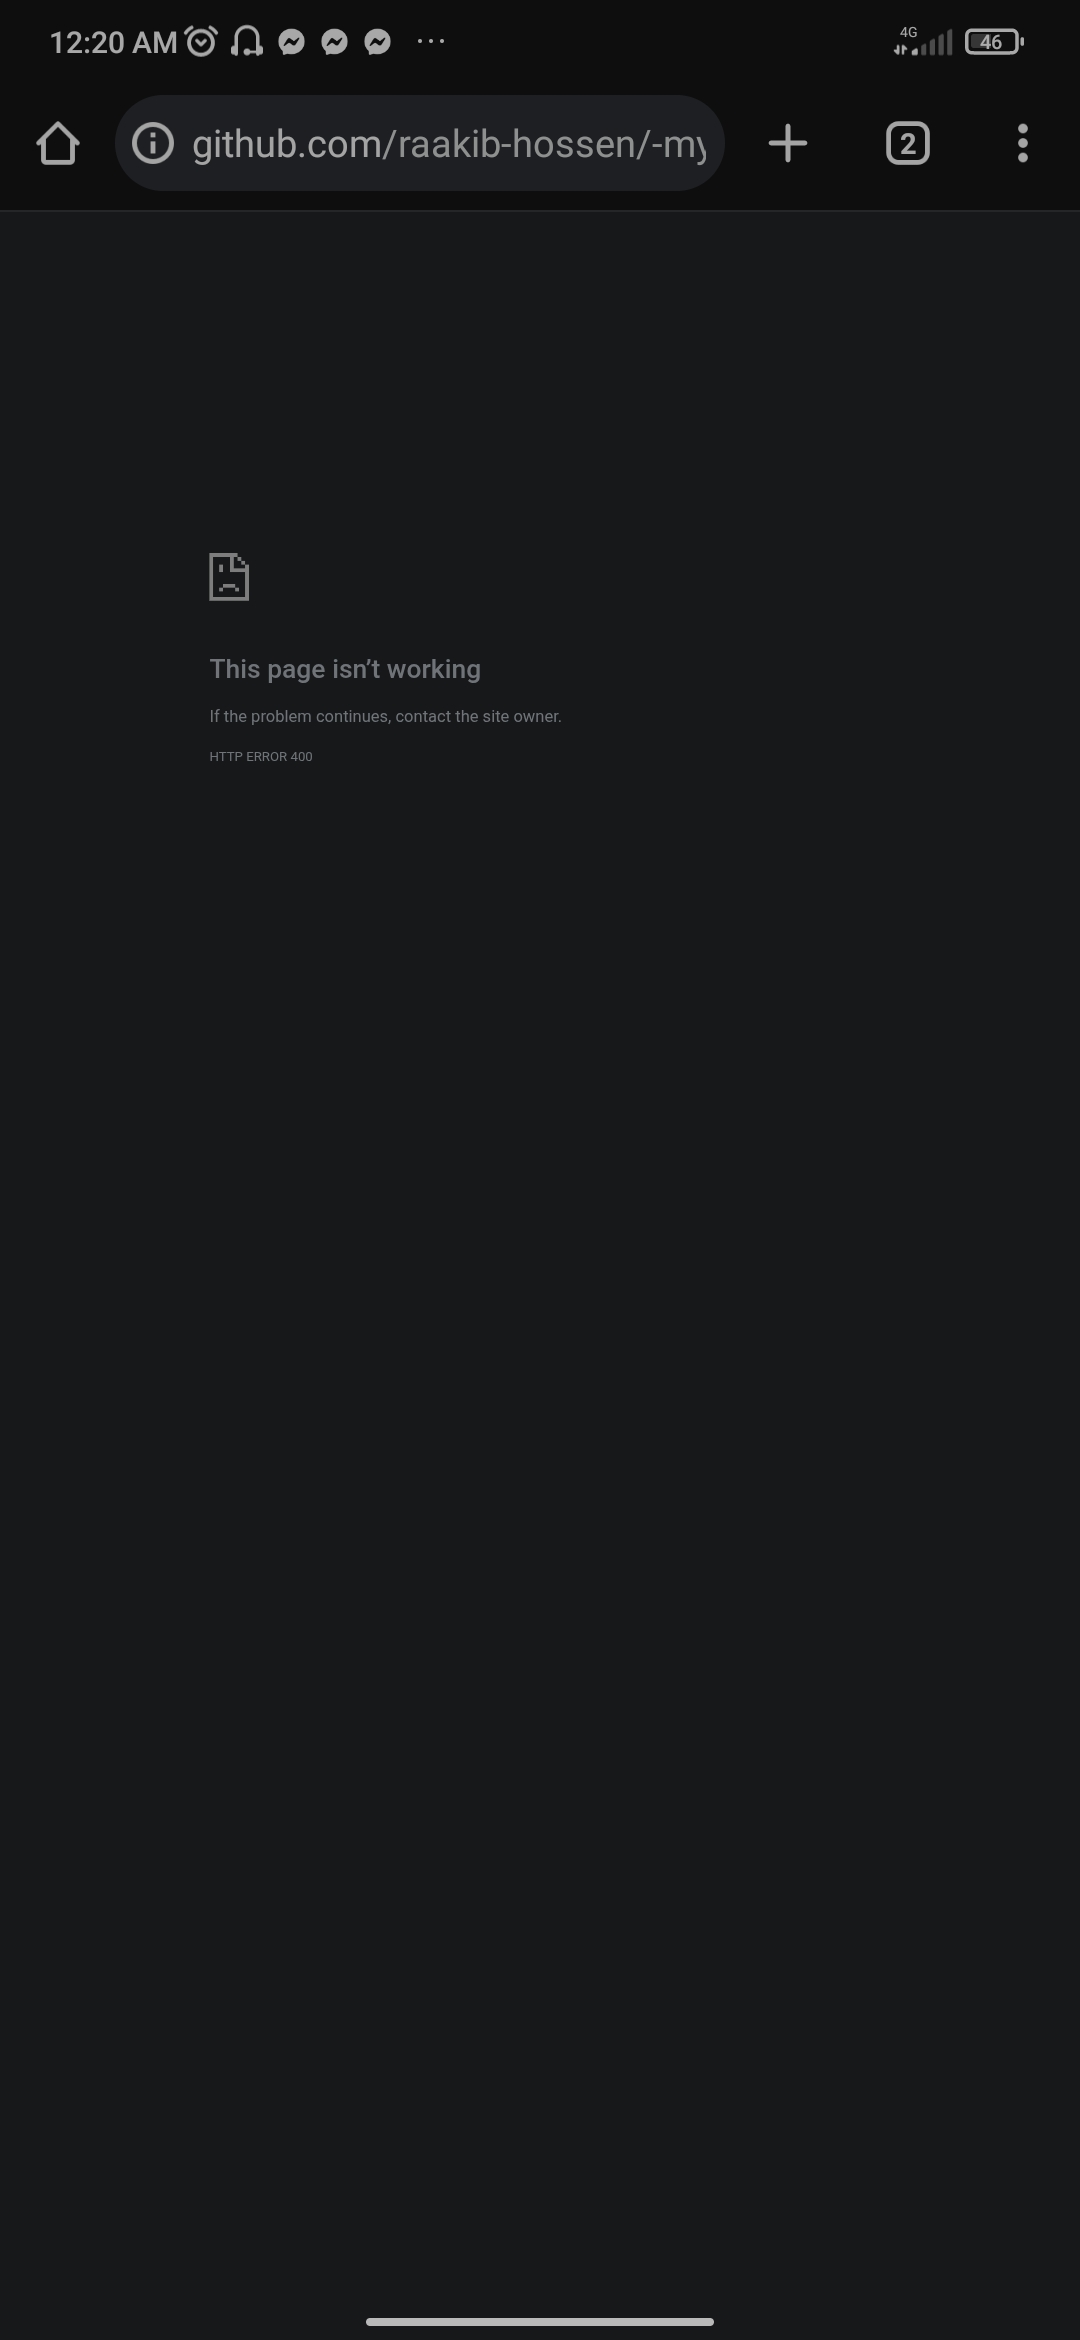 12:20 AM
4G
46
github.com/raakib-hossen/-my
2
This page isn't working
If the problem continues, contact the site owner.
HTTP ERROR 400